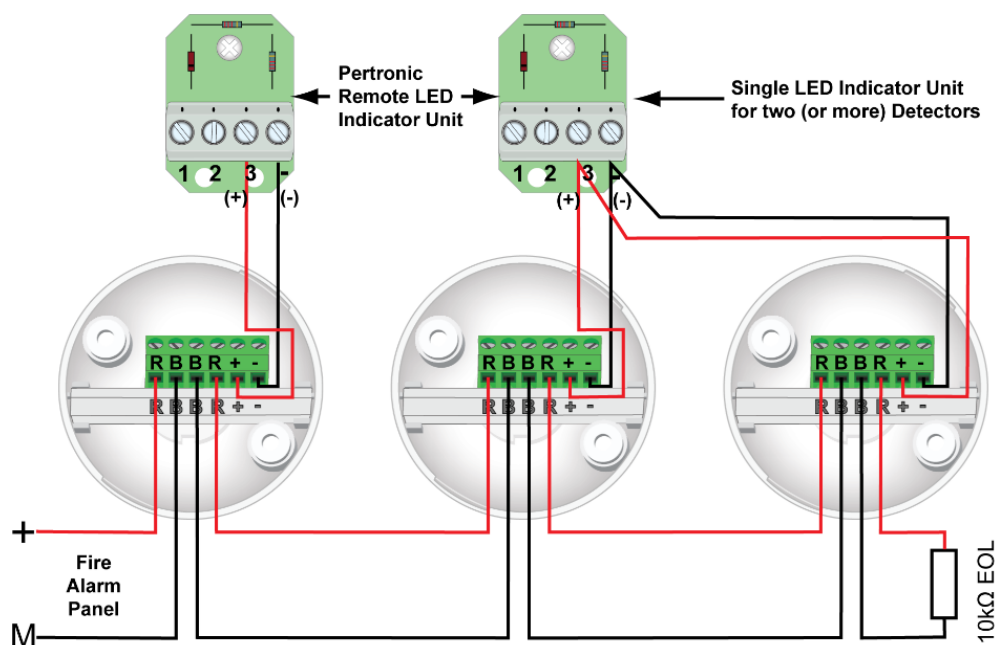 Pertronic
Remote LED
Indicator Unit
Single LED Indicator Unit
for two (or more) Detectors
1 2 3 -
(+) (-)
1 2 3 -
(+) (-)
R B B R + -
R B B R + -
R B B R + -
R B B R + -
R B B R + -
R B B R + -
+
Fire
Alarm
Panel
M
10kΩ EOL